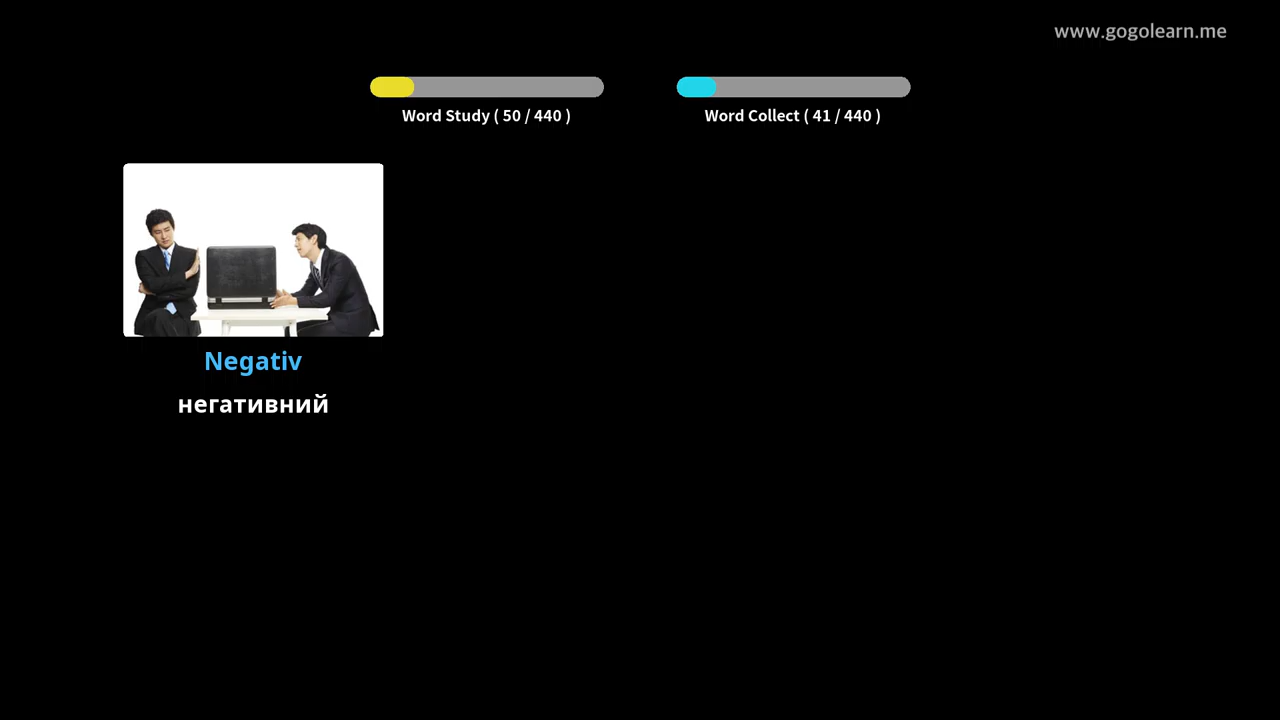 www.gogolearn.me
Word Study ( 50 / 440 )
Word Collect ( 41 / 440 )
Negativ
негативний